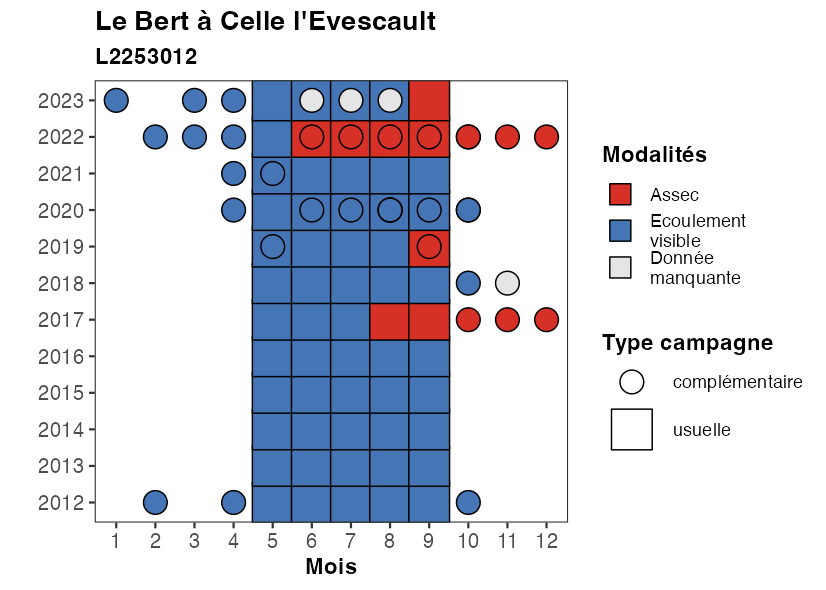 Le Bert à Celle l'Evescault
L2253012
2023
2022
2021
2020
2019
2018
2017
2016
2015
2014
2013
2012
1 2 3 4 5 6 7 8 9 10 11 12
Mois
Modalités
Assec
Ecoulement
visible
Donnée
manquante
Type campagne
complémentaire
usuelle